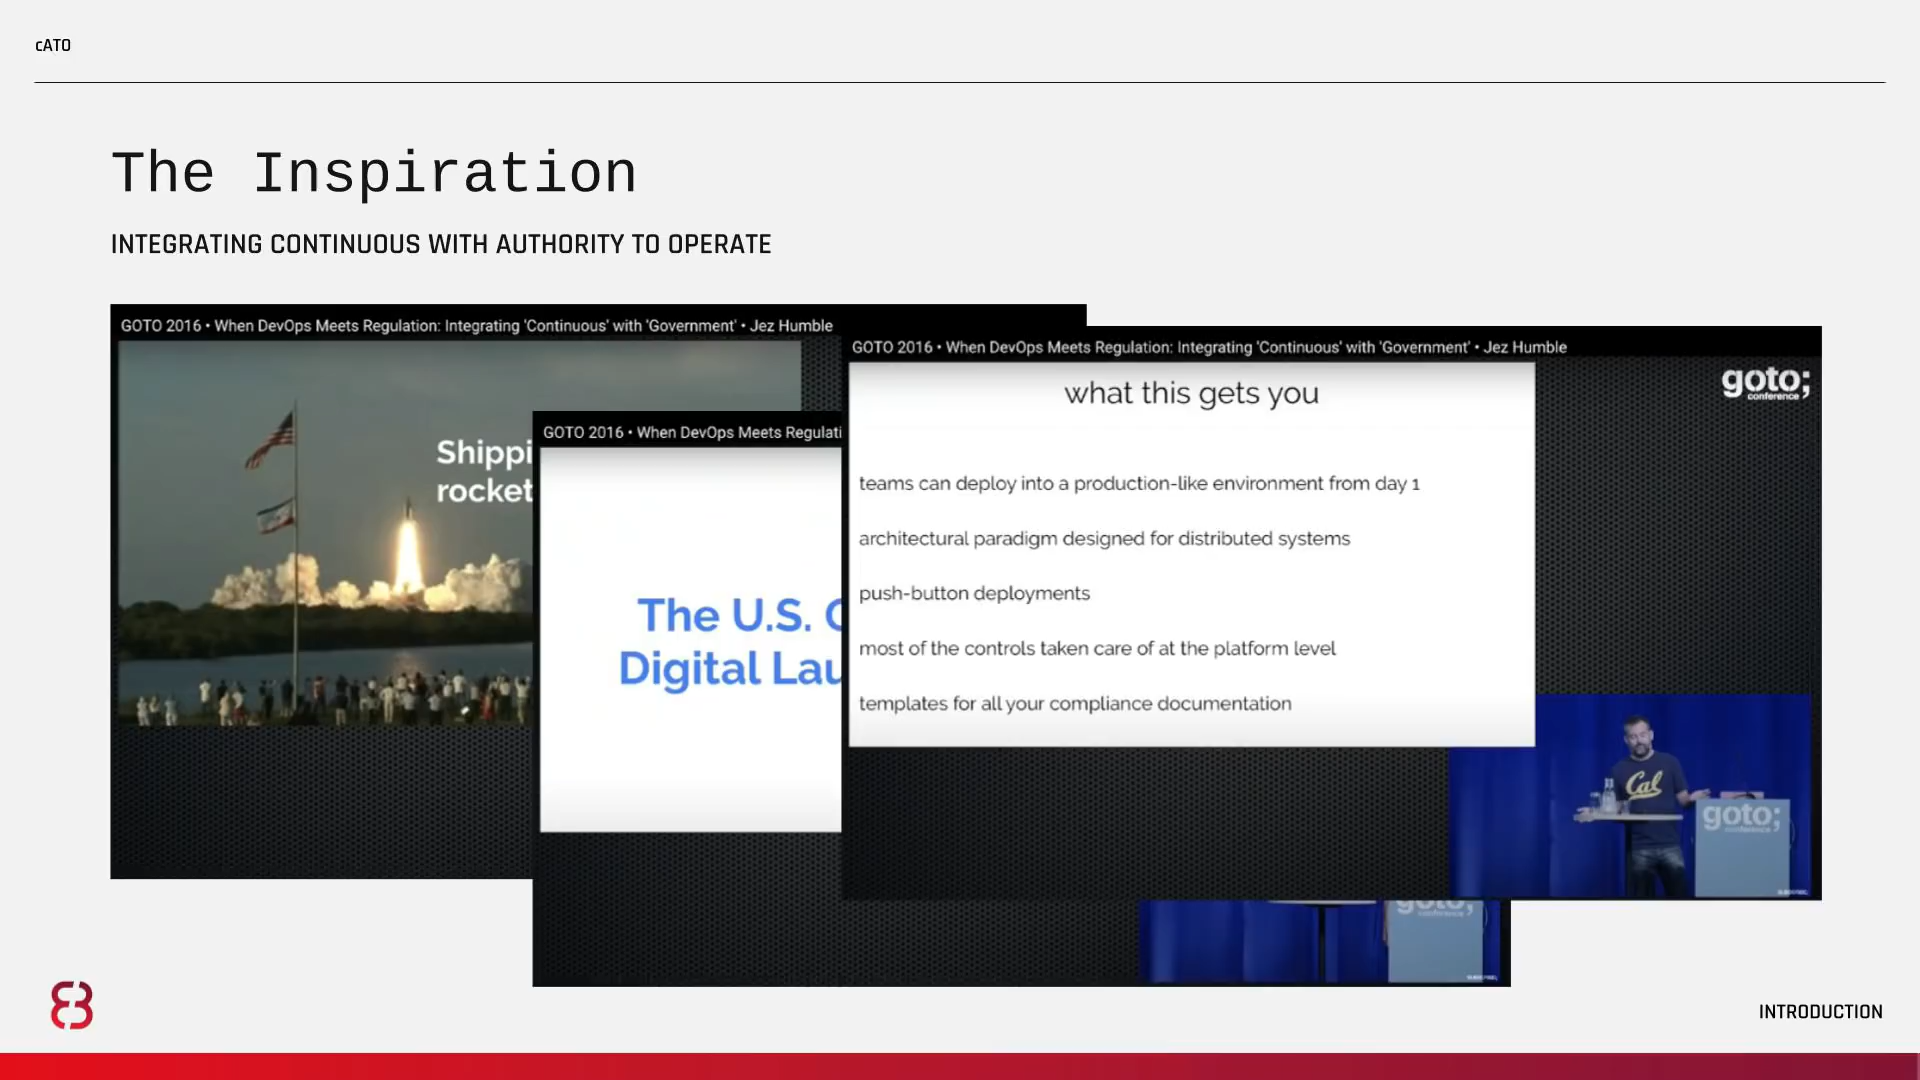 cATO
The Inspiration
INTEGRATING CONTINUOUS WITH AUTHORITY TO OPERATE
GOTO 2016 • When DevOps Meets Regulation: Integrating 'Continuous' with 'Government' • Jez Humble
Shippi
rocket
GOTO 2016 • When DevOps Meets Regulati
The U.S.
Digital Lau
GOTO 2016 • When DevOps Meets Regulation: Integrating 'Continuous' with 'Government' • Jez Humble
goto;
conference
what this gets you
teams can deploy into a production-like environment from day 1
architectural paradigm designed for distributed systems
push-button deployments
most of the controls taken care of at the platform level
templates for all your compliance documentation
Cal
goto;
conference
goto;
conference
INTRODUCTION